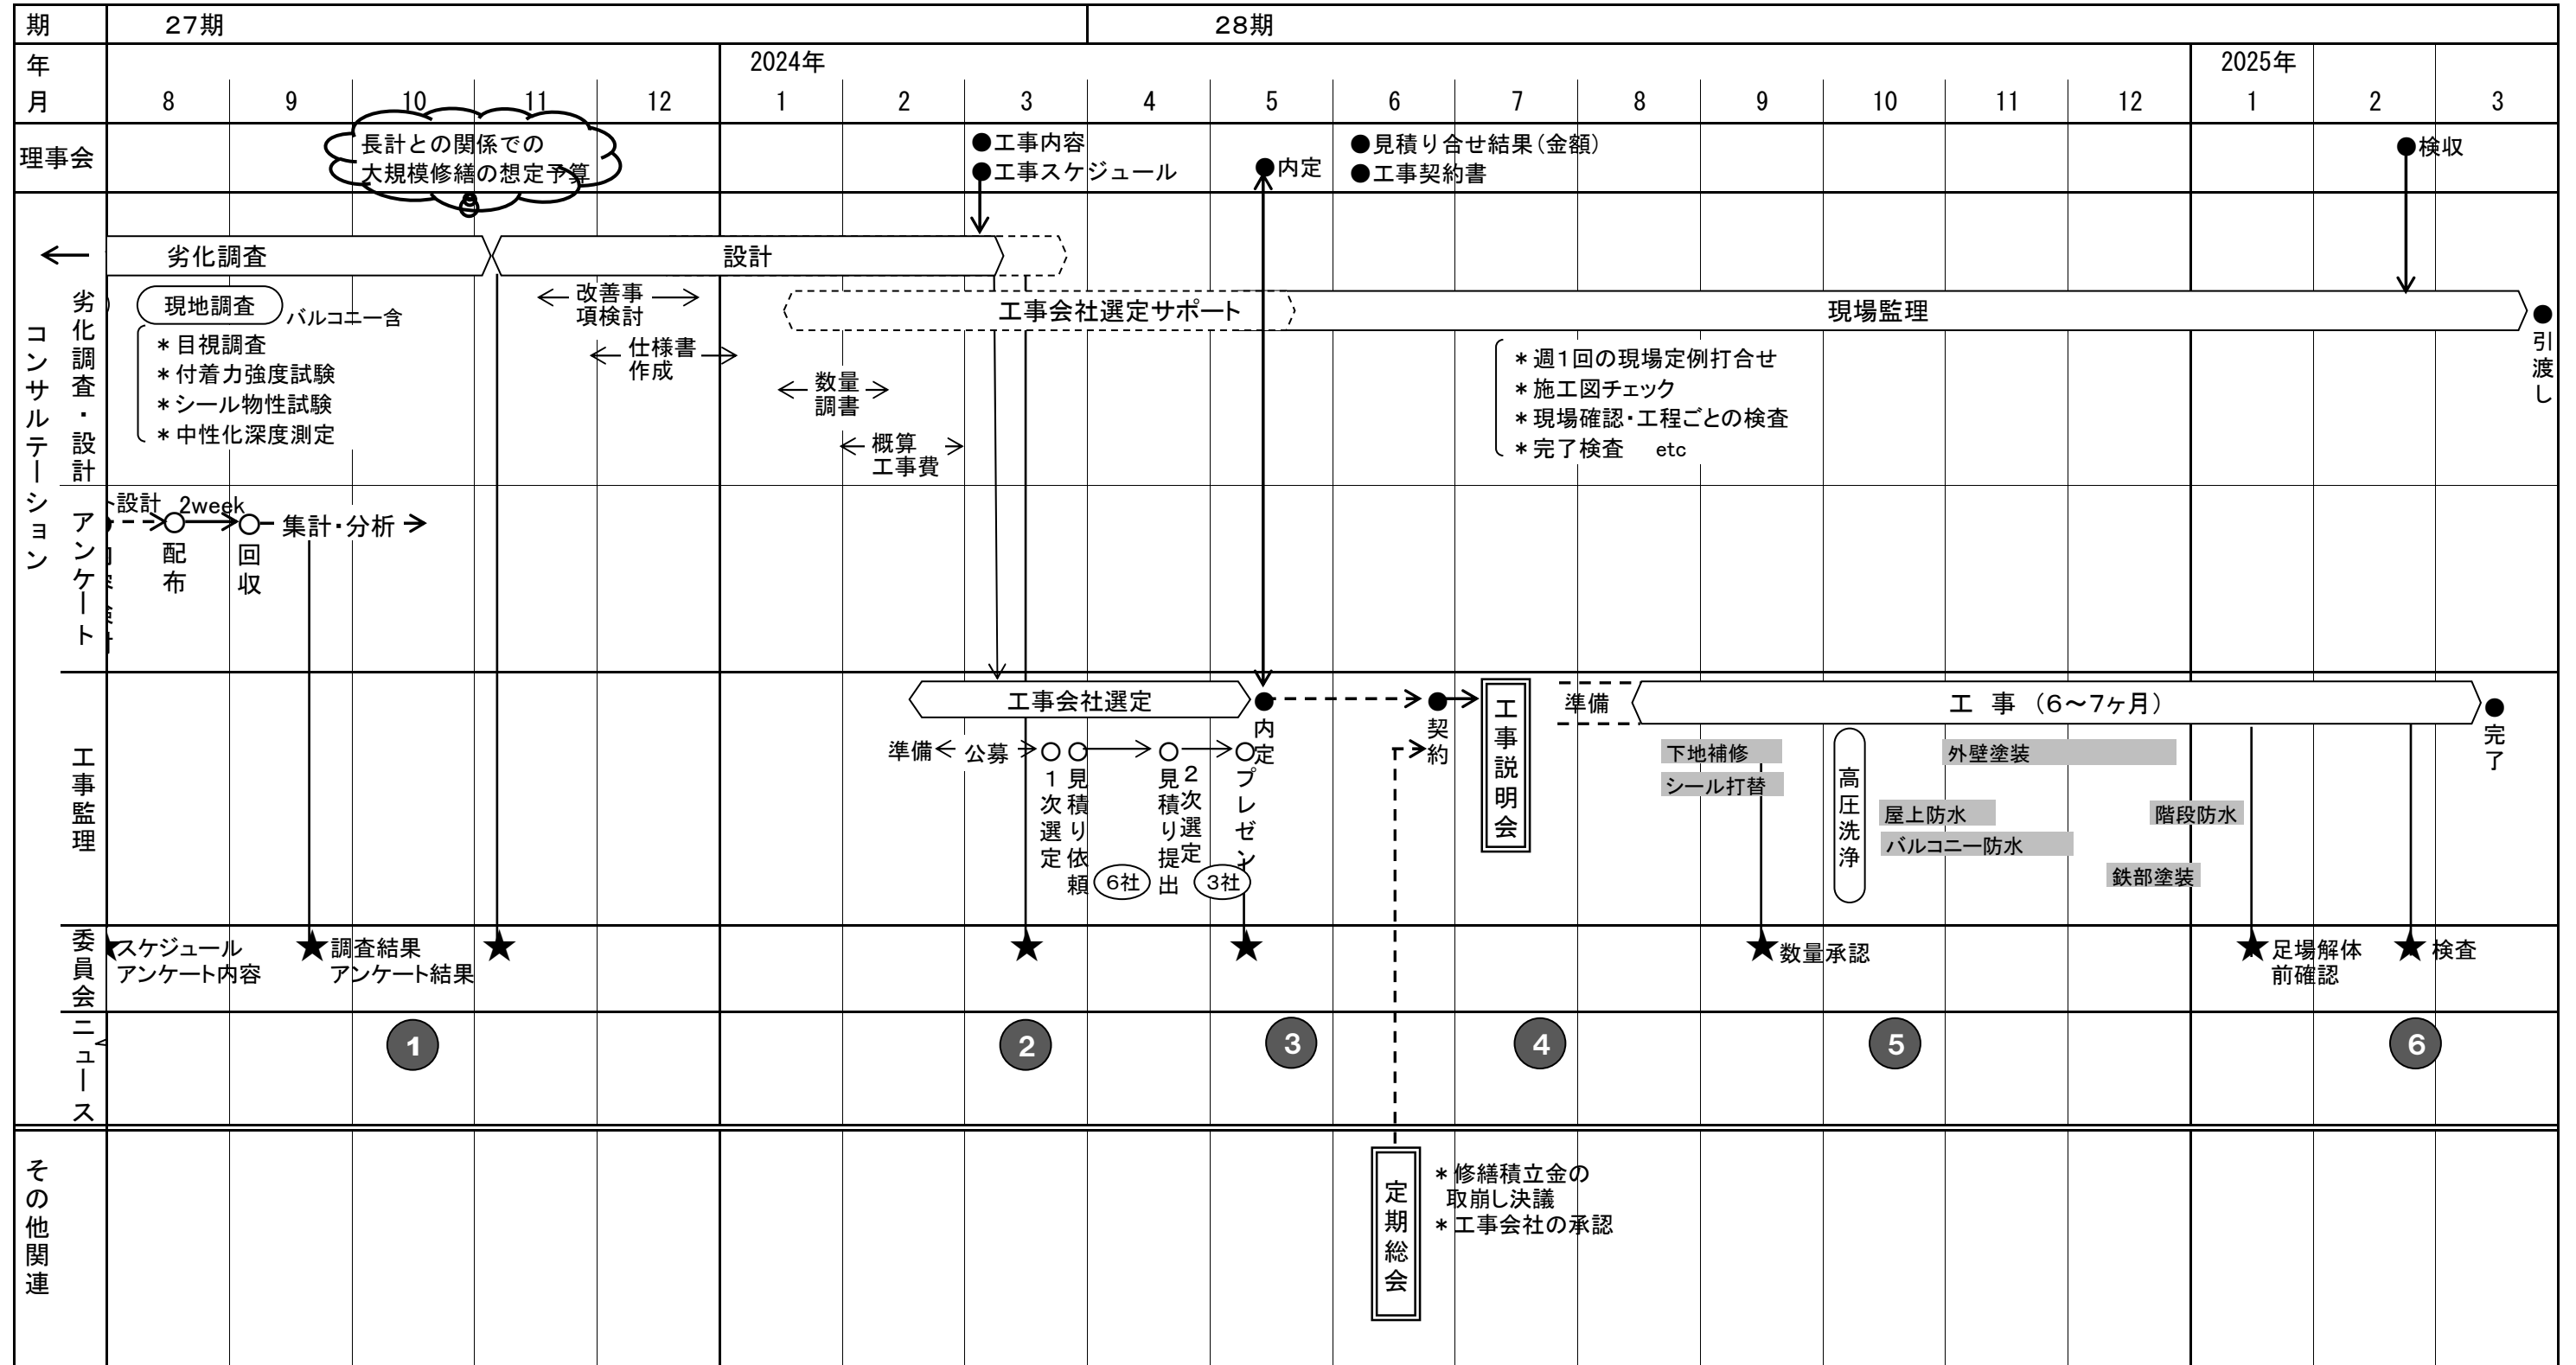 期
27期
28期
年
2024年
2025年
月
8
9
10
11
12
1
2
3
4
5
6
7
8
9
10
11
12
1
2
3
理事会
長計との関係での
大規模修繕の想定予算
●工事内容
●工事スケジュール
●内定
●見積り合せ結果(金額)
●工事契約書
●検収
コンサルテーション
劣化調査・設計
劣化調査
設計
現地調査
バルコニー含
*目視調査
*付着力強度試験
*シール物性試験
*中性化深度測定
改善事
項検討
仕様書
作成
数量
調書
概算
工事費
工事会社選定サポート
現場監理
*週1回の現場定例打合せ
*施工図チェック
*現場確認・工程ごとの検査
*完了検査 etc
●引渡し
アンケート
設計
2week
配布
回収
集計・分析
工事監理
工事会社選定
準備
公募
1次選定
見積り依頼
6社
見積り提出
2次選定
3社
プレゼン
内定
契約
工事説明会
準備
工 事 (6〜7ヶ月)
完了
下地補修
シール打替
高圧洗浄
外壁塗装
屋上防水
バルコニー防水
階段防水
鉄部塗装
委員会
★スケジュール
アンケート内容
★調査結果
アンケート結果
★
★
★
★数量承認
★足場解体
前確認
★検査
ニュース
1
2
3
4
5
6
その他関連
定期総会
*修繕積立金の
取崩し決議
*工事会社の承認